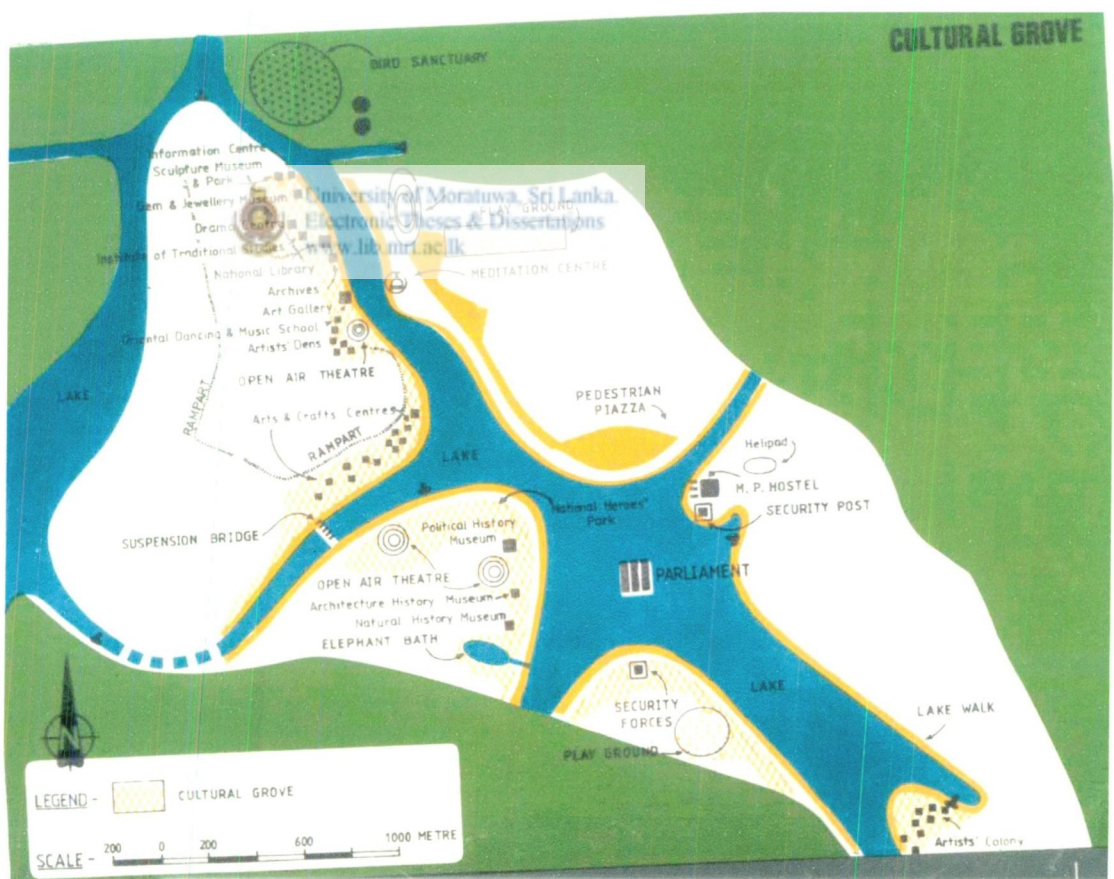 CULTURAL GROVE
BIRD SANCTUARY
Information Centre
Sculpture Museum
& Park
University of Moratuwa, Sri Lanka.
Electronic Theses & Dissertations
www.lib.mrt.ac.lk
Gem & Jewellery Museum
PLAY GROUND
Drama Centre
Institute of Traditional Studies
National Library
MEDITATION CENTRE
Archives
Art Gallery
Oriental Dancing & Music School
Artists' Dens
OPEN AIR THEATRE
LAKE
RAMPART
Arts & Crafts Centres
RAMPART
PEDESTRIAN
PIAZZA
LAKE
Helipad
M.P. HOSTEL
SECURITY POST
National Heroes'
Park
Political History
Museum
SUSPENSION BRIDGE
OPEN AIR THEATRE
PARLIAMENT
Architecture History Museum
Natural History Museum
ELEPHANT BATH
LAKE
SECURITY
FORCES
LAKE WALK
PLAY GROUND
N
LEGEND -
CULTURAL GROVE
SCALE -
200 0 200 600 1000 METRE
Artists' Colony